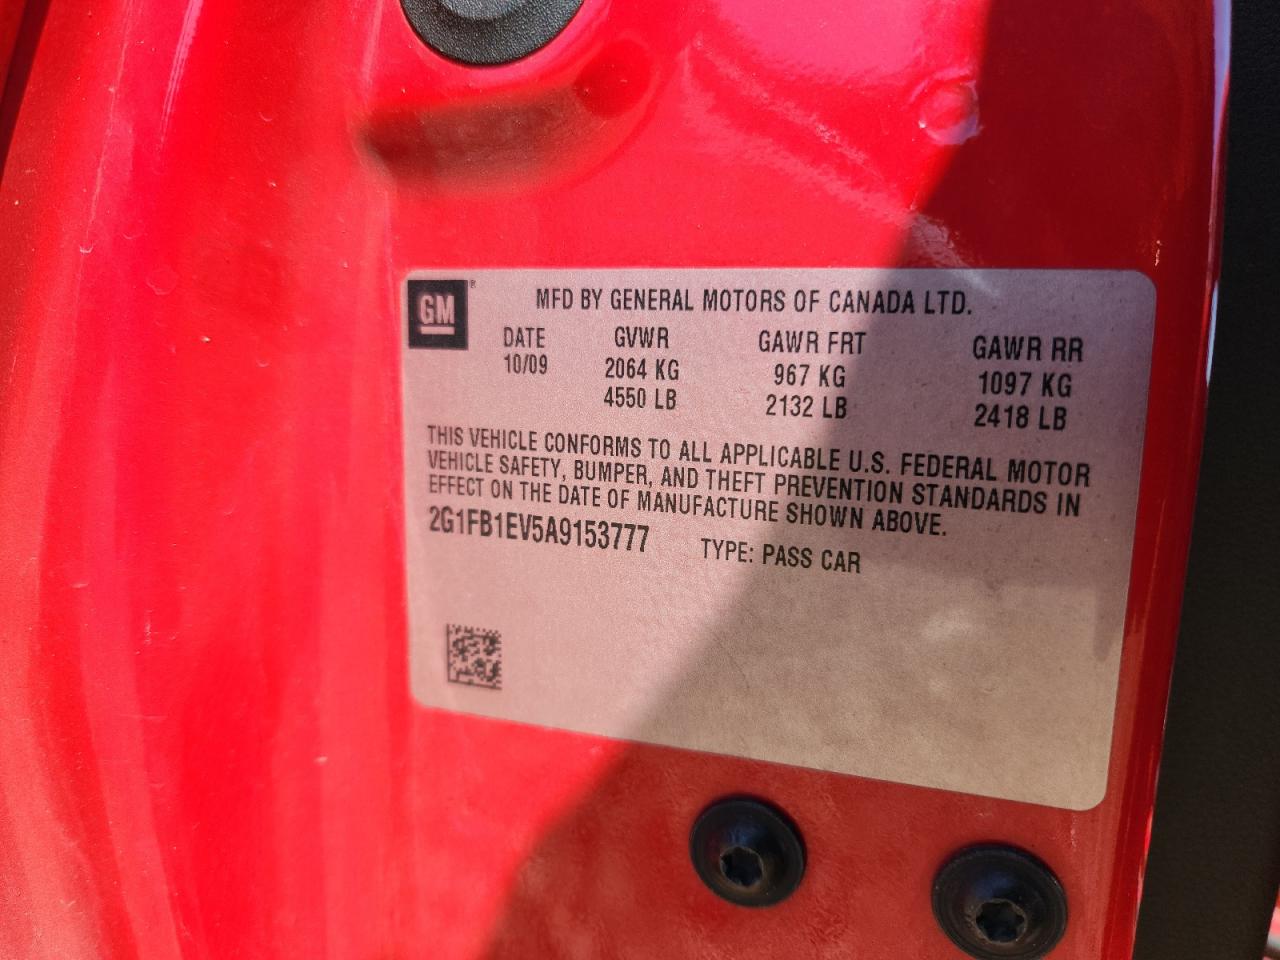 GM ®
MFD BY GENERAL MOTORS OF CANADA LTD.
DATE GVWR GAWR FRT GAWR RR
10/09 2064 KG 967 KG 1097 KG
4550 LB 2132 LB 2418 LB
THIS VEHICLE CONFORMS TO ALL APPLICABLE U.S. FEDERAL MOTOR
VEHICLE SAFETY, BUMPER, AND THEFT PREVENTION STANDARDS IN
EFFECT ON THE DATE OF MANUFACTURE SHOWN ABOVE.
2G1FB1EV5A9153777 TYPE: PASS CAR